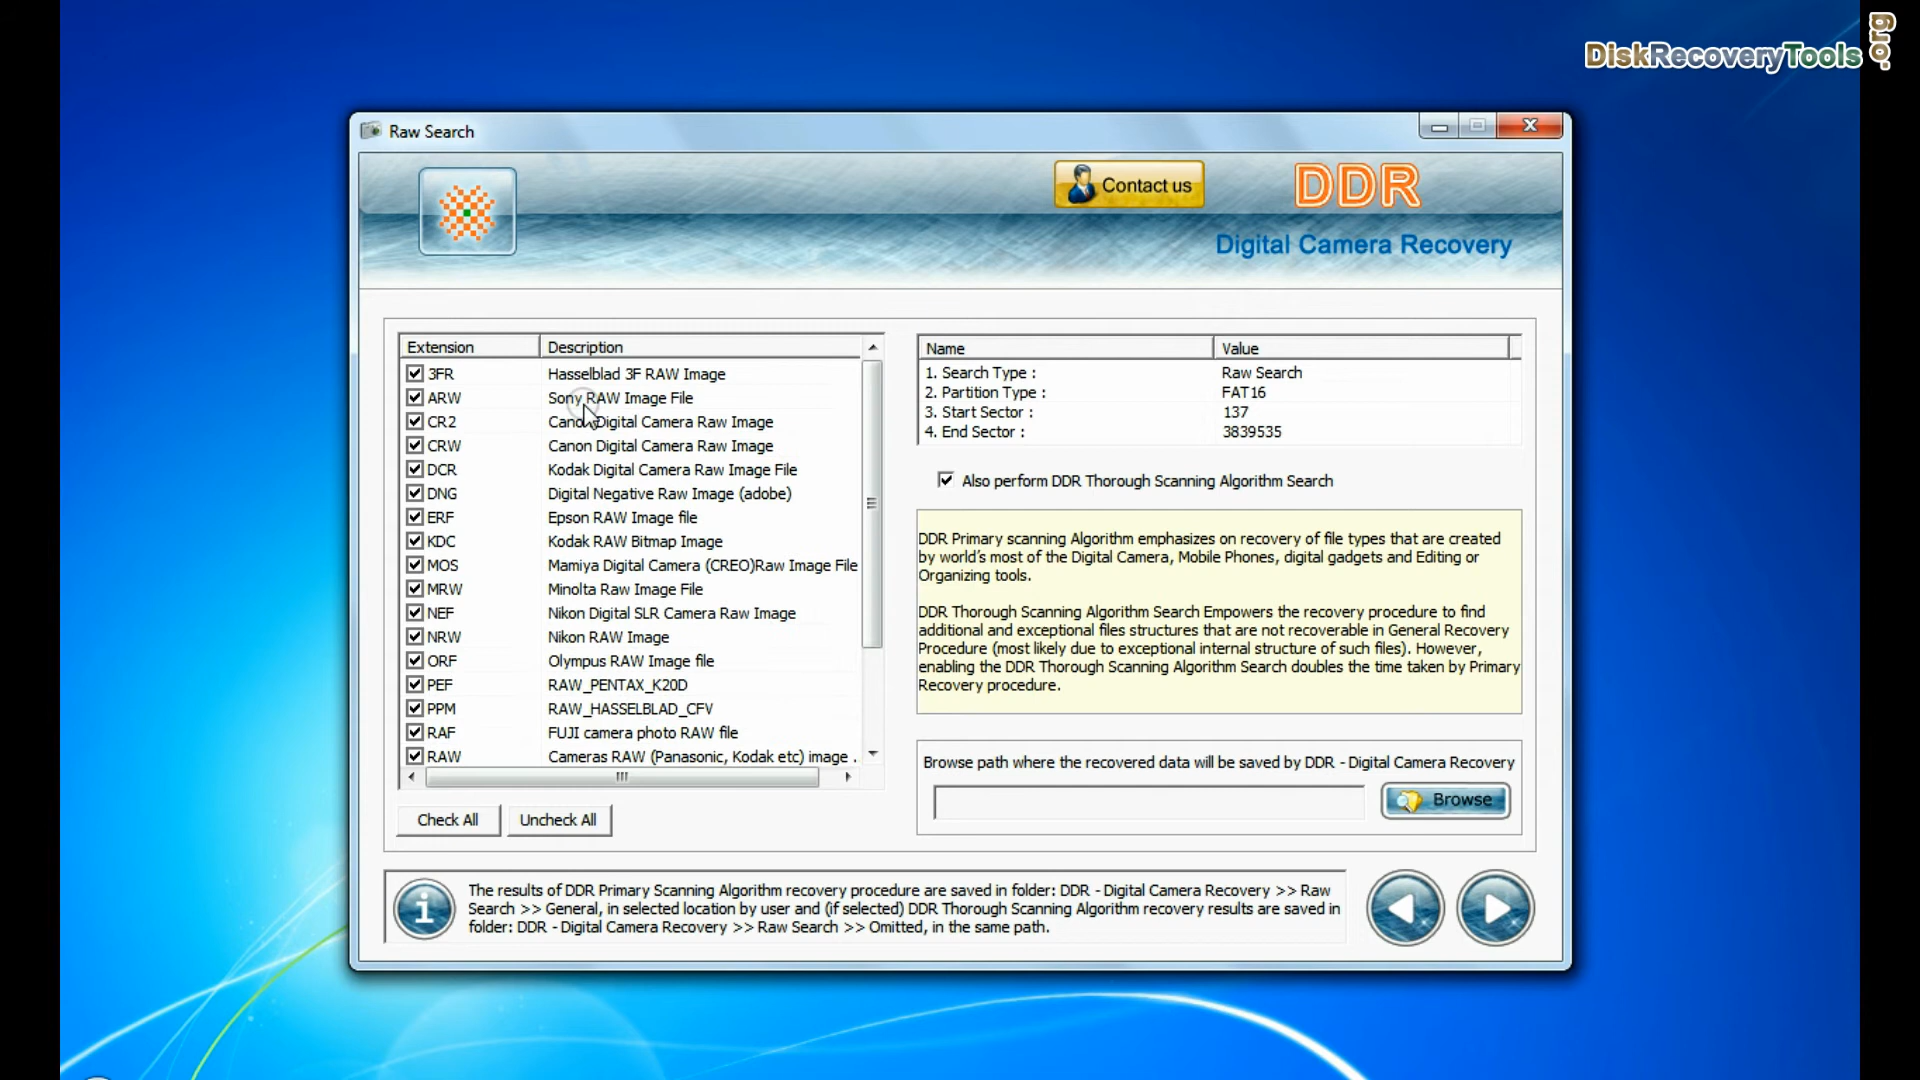 DiskRecoveryTools
.org
Raw Search
Contact us
DDR
Digital Camera Recovery
Extension Description
3FR Hasselblad 3F RAW Image
ARW Sony RAW Image File
CR2 Canon Digital Camera Raw Image
CRW Canon Digital Camera Raw Image
DCR Kodak Digital Camera Raw Image File
DNG Digital Negative Raw Image (adobe)
ERF Epson RAW Image file
KDC Kodak RAW Bitmap Image
MOS Mamiya Digital Camera (CREO)Raw Image File
MRW Minolta Raw Image File
NEF Nikon Digital SLR Camera Raw Image
NRW Nikon RAW Image
ORF Olympus RAW Image file
PEF RAW_PENTAX_K20D
PPM RAW_HASSELBLAD_CFV
RAF FUJI camera photo RAW file
RAW Cameras RAW (Panasonic, Kodak etc) image .
Check All Uncheck All
Name Value
1. Search Type : Raw Search
2. Partition Type : FAT16
3. Start Sector : 137
4. End Sector : 3839535
Also perform DDR Thorough Scanning Algorithm Search
DDR Primary scanning Algorithm emphasizes on recovery of file types that are created
by world's most of the Digital Camera, Mobile Phones, digital gadgets and Editing or
Organizing tools.
DDR Thorough Scanning Algorithm Search Empowers the recovery procedure to find
additional and exceptional files structures that are not recoverable in General Recovery
Procedure (most likely due to exceptional internal structure of such files). However,
enabling the DDR Thorough Scanning Algorithm Search doubles the time taken by Primary
Recovery procedure.
Browse path where the recovered data will be saved by DDR - Digital Camera Recovery
Browse
The results of DDR Primary Scanning Algorithm recovery procedure are saved in folder: DDR - Digital Camera Recovery >> Raw
Search >> General, in selected location by user and (if selected) DDR Thorough Scanning Algorithm recovery results are saved in
folder: DDR - Digital Camera Recovery >> Raw Search >> Omitted, in the same path.